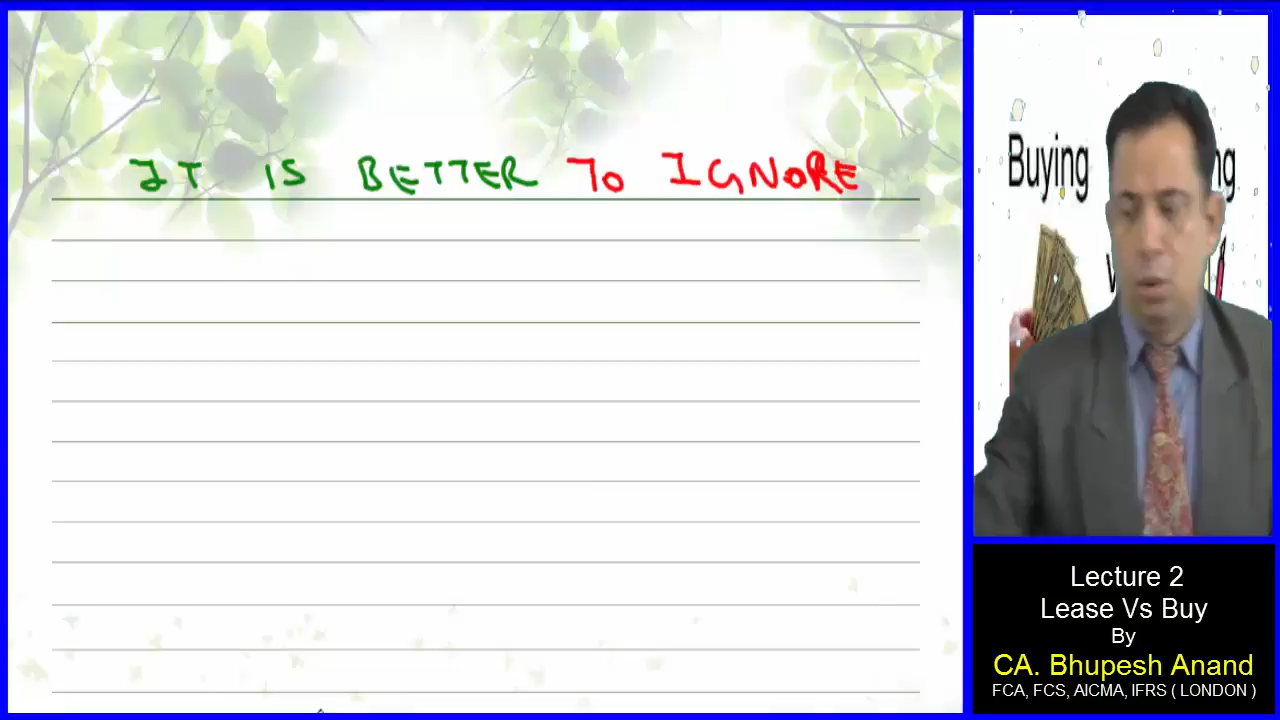 IT IS BETTER TO IGNORE
Buying
Lecture 2
Lease Vs Buy
By
CA. Bhupesh Anand
FCA, FCS, AICMA, IFRS ( LONDON )